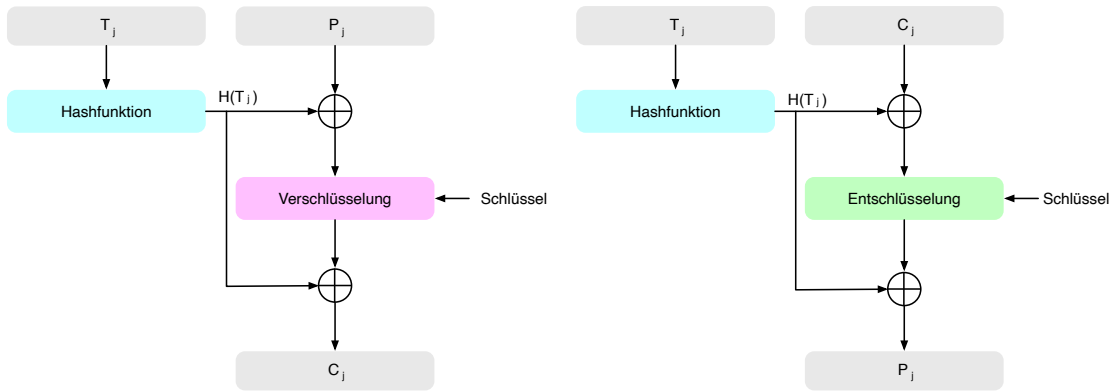 T j
P j
Hashfunktion
H(T j)
Verschlüsselung
Schlüssel
C j
T j
C j
Hashfunktion
H(T j)
Entschlüsselung
Schlüssel
P j